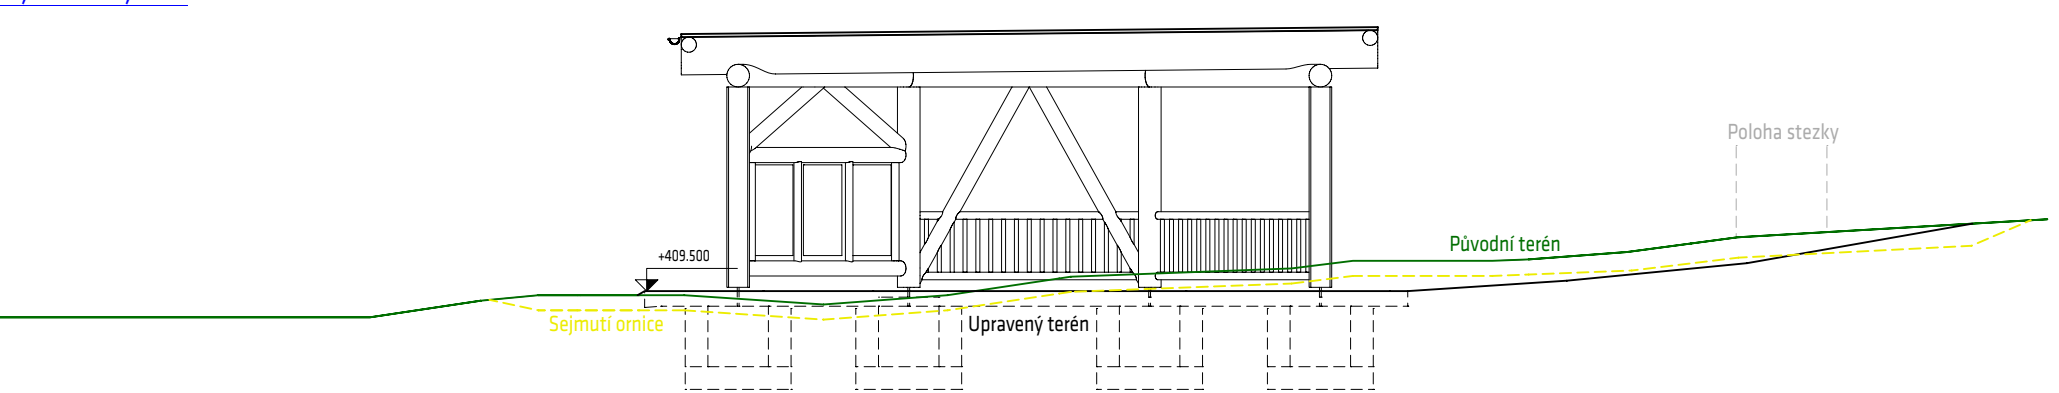 Poloha stezky
Původní terén
+409.500
Sejmutí ornice
Upravený terén